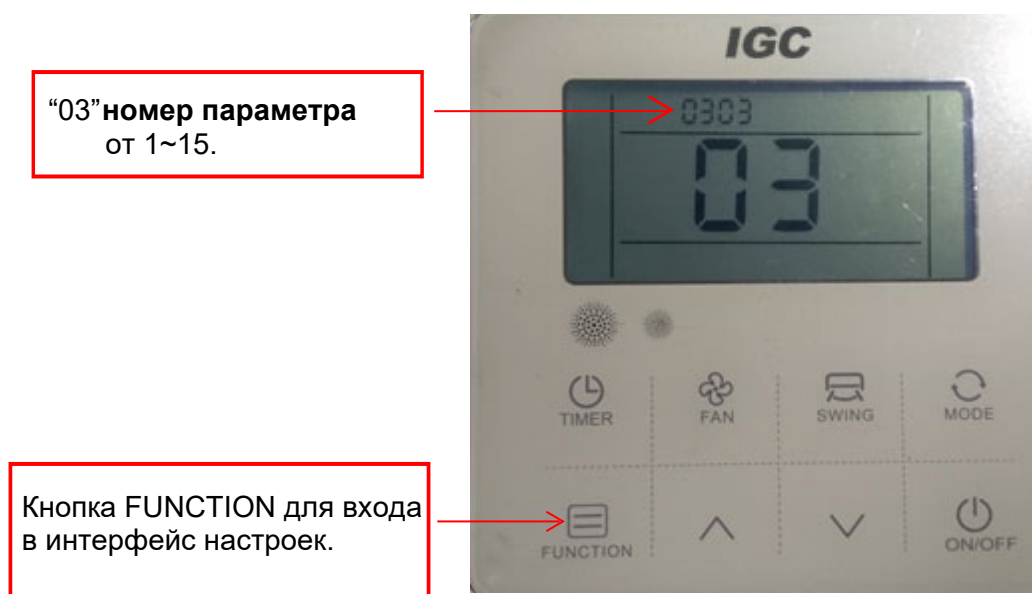 IGC
“03”номер параметра
от 1~15.
0303
03
TIMER
FAN
SWING
MODE
Кнопка FUNCTION для входа
в интерфейс настроек.
FUNCTION
ON/OFF